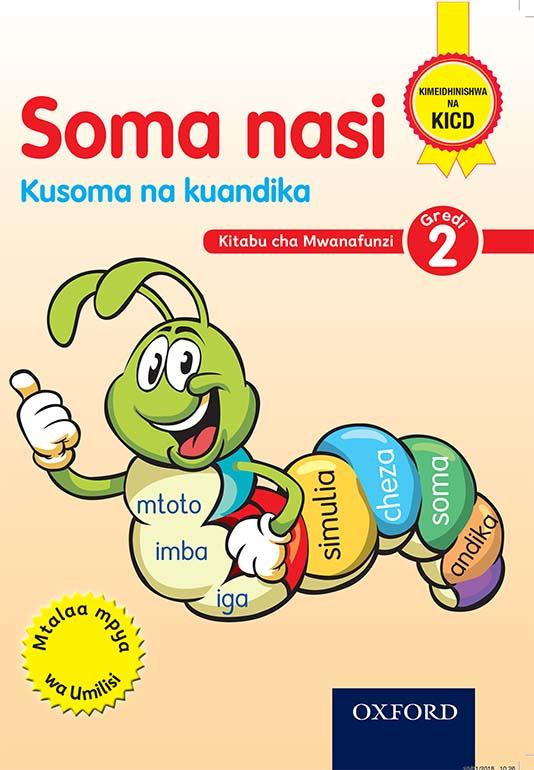 KIMEIDHINISHWA
NA
KICD
Soma nasi
Kusoma na kuandika
Kitabu cha Mwanafunzi
Gredi
2
mtoto
imba
iga
simulia
cheza
soma
andika
Mtalaa mpya
wa Umilisi
OXFORD